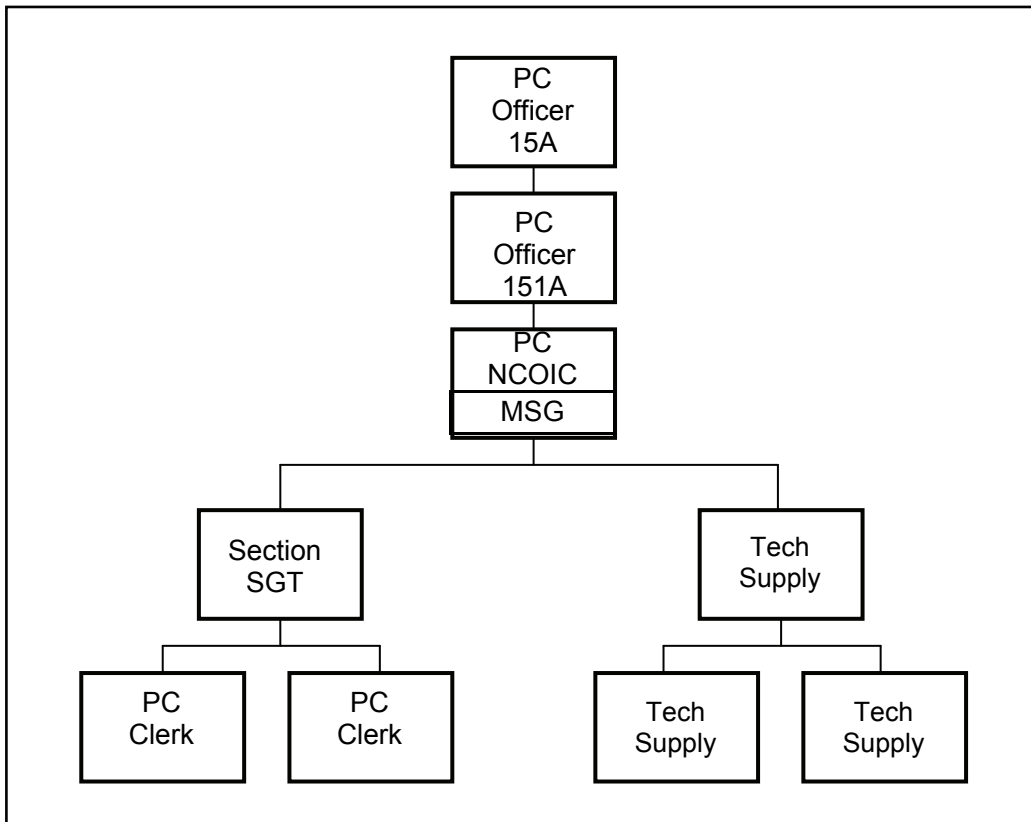 PC
Officer
15A
PC
Officer
151A
PC
NCOIC
MSG
Section
SGT
Tech
Supply
PC
Clerk
PC
Clerk
Tech
Supply
Tech
Supply